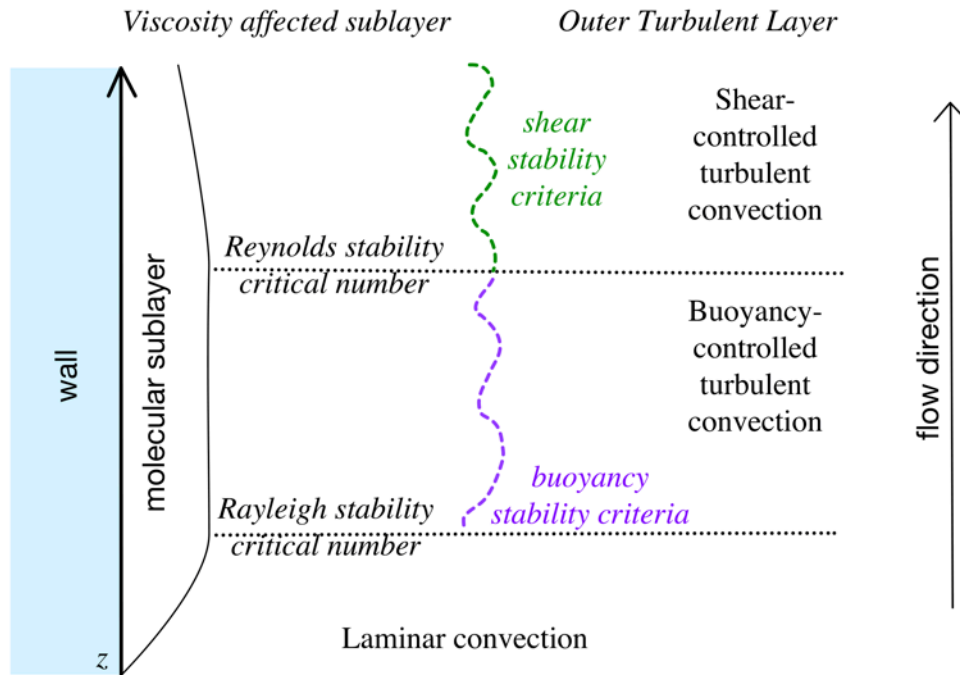 Viscosity affected sublayer
Outer Turbulent Layer
Shear-
controlled
turbulent
convection
shear
stability
criteria
Reynolds stability
critical number
Buoyancy-
controlled
turbulent
convection
buoyancy
stability criteria
Rayleigh stability
critical number
Laminar convection
wall
molecular sublayer
flow direction
z